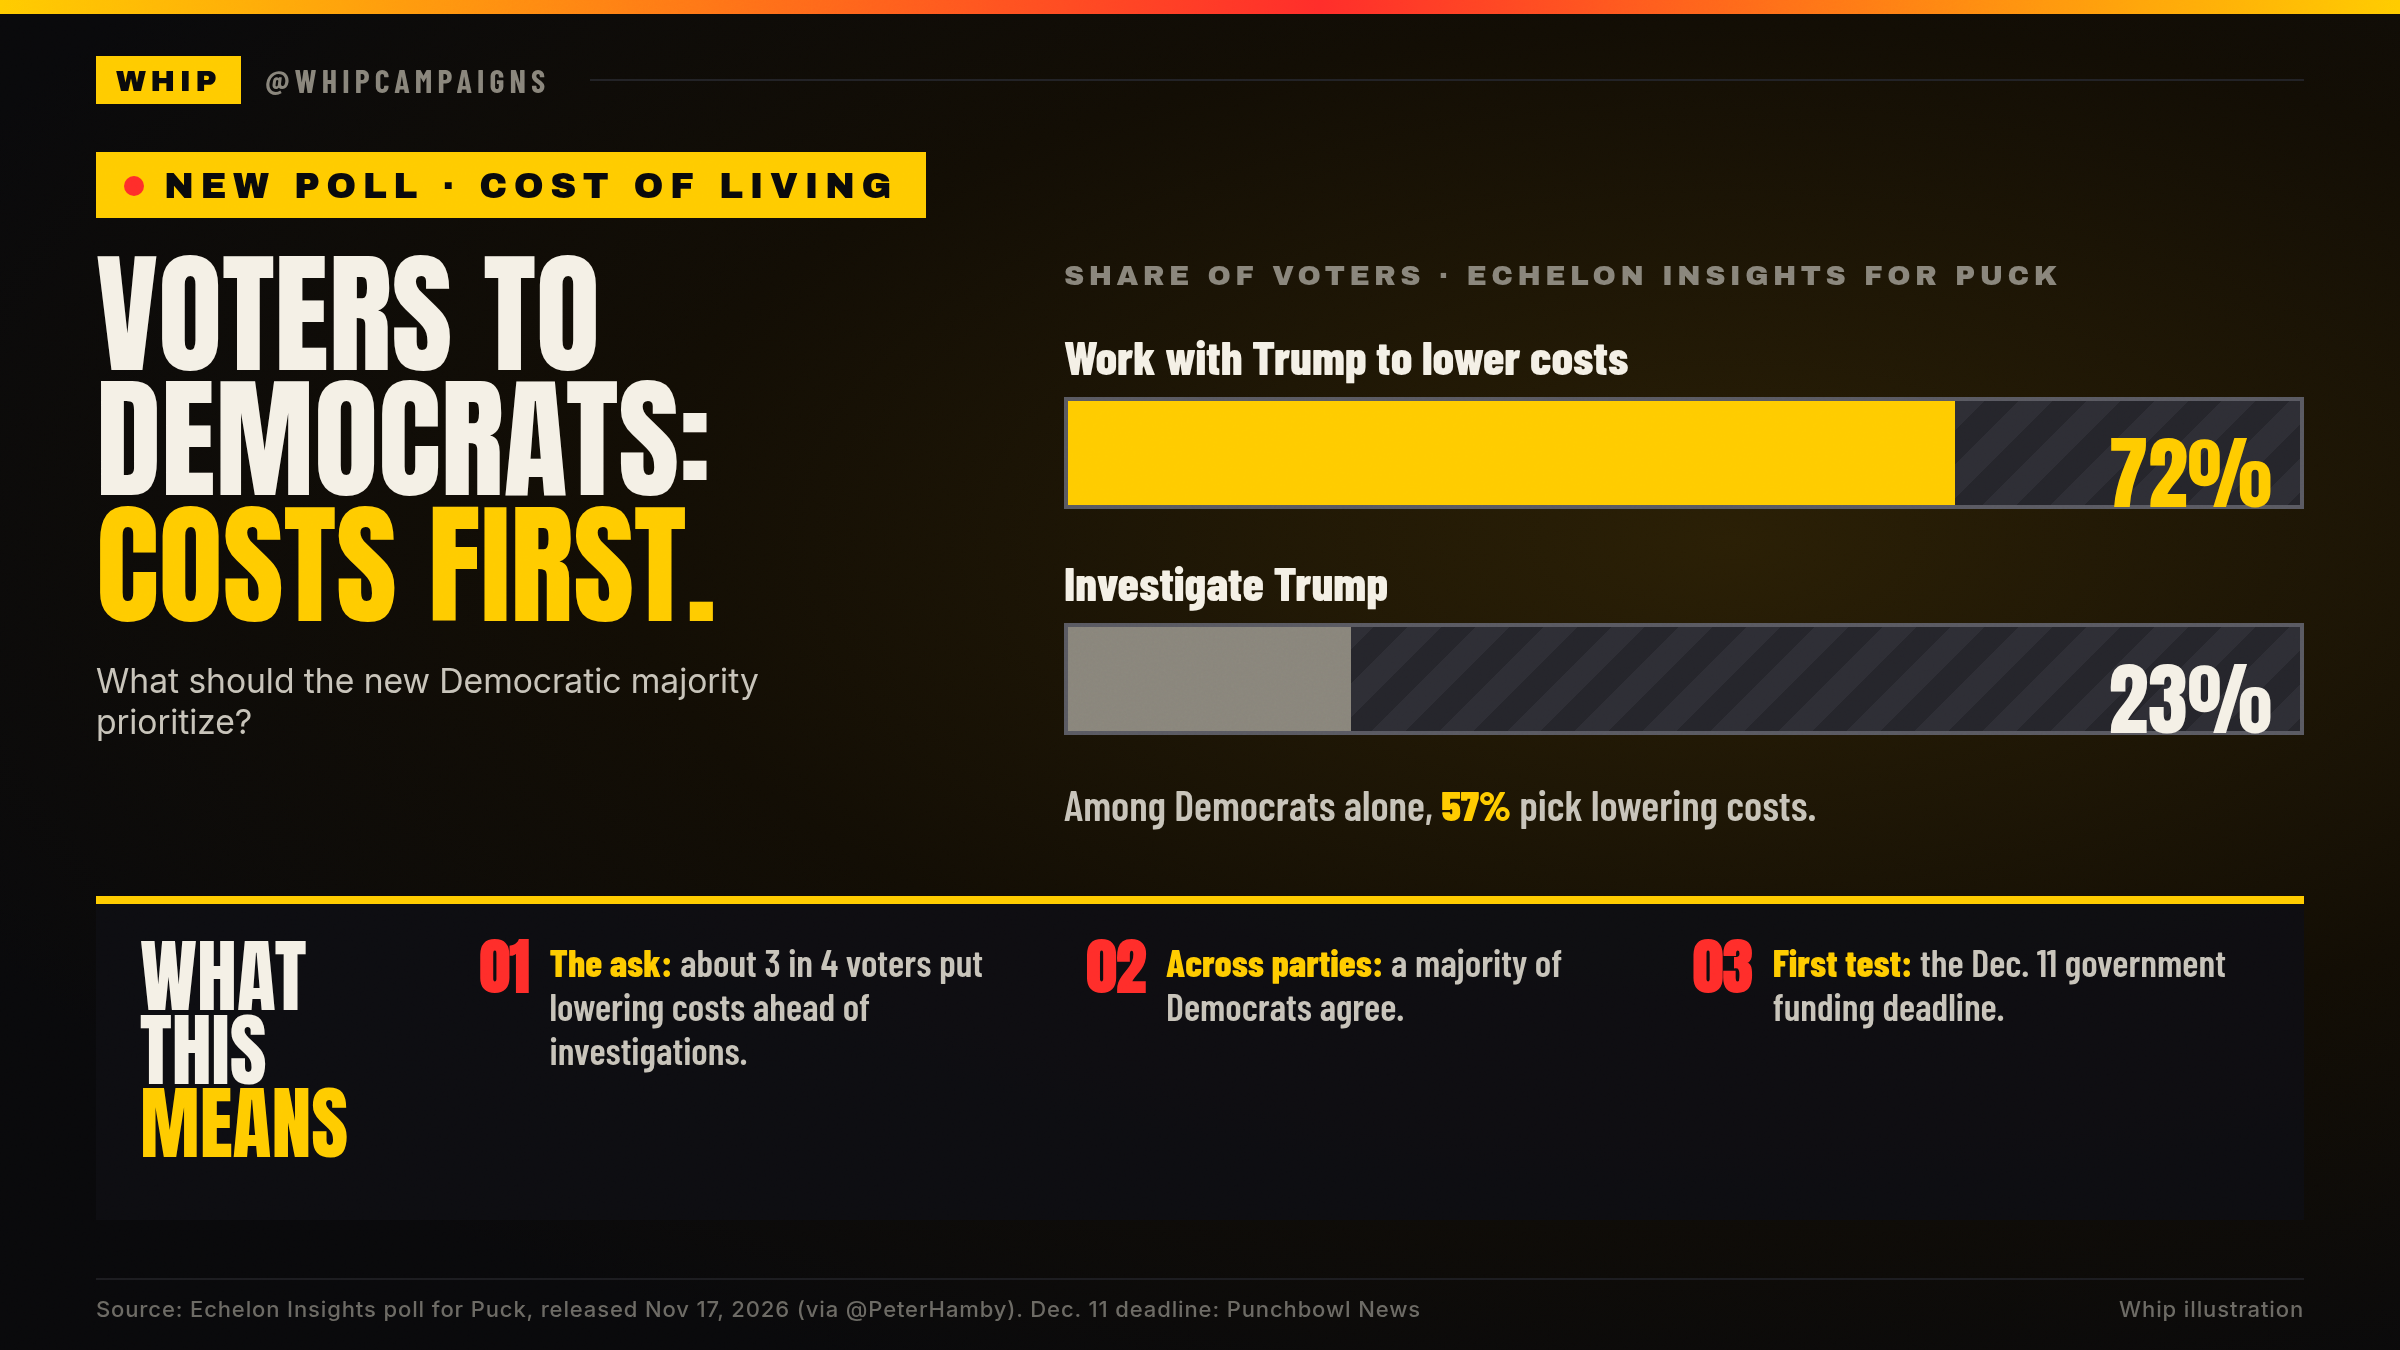 WHIP @WHIPCAMPAIGNS
NEW POLL · COST OF LIVING
VOTERS TO
DEMOCRATS:
COSTS FIRST.
What should the new Democratic majority
prioritize?
SHARE OF VOTERS · ECHELON INSIGHTS FOR PUCK
Work with Trump to lower costs
72%
Investigate Trump
23%
Among Democrats alone, 57% pick lowering costs.
WHAT
THIS
MEANS
01 The ask: about 3 in 4 voters put
lowering costs ahead of
investigations.
02 Across parties: a majority of
Democrats agree.
03 First test: the Dec. 11 government
funding deadline.
Source: Echelon Insights poll for Puck, released Nov 17, 2026 (via @PeterHamby). Dec. 11 deadline: Punchbowl News
Whip illustration